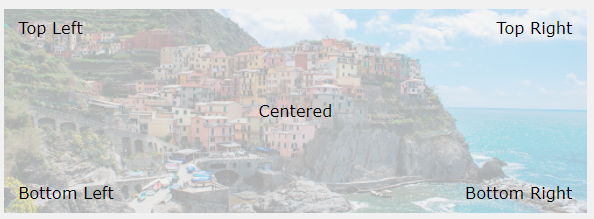 Top Left
Top Right
Centered
Bottom Left
Bottom Right